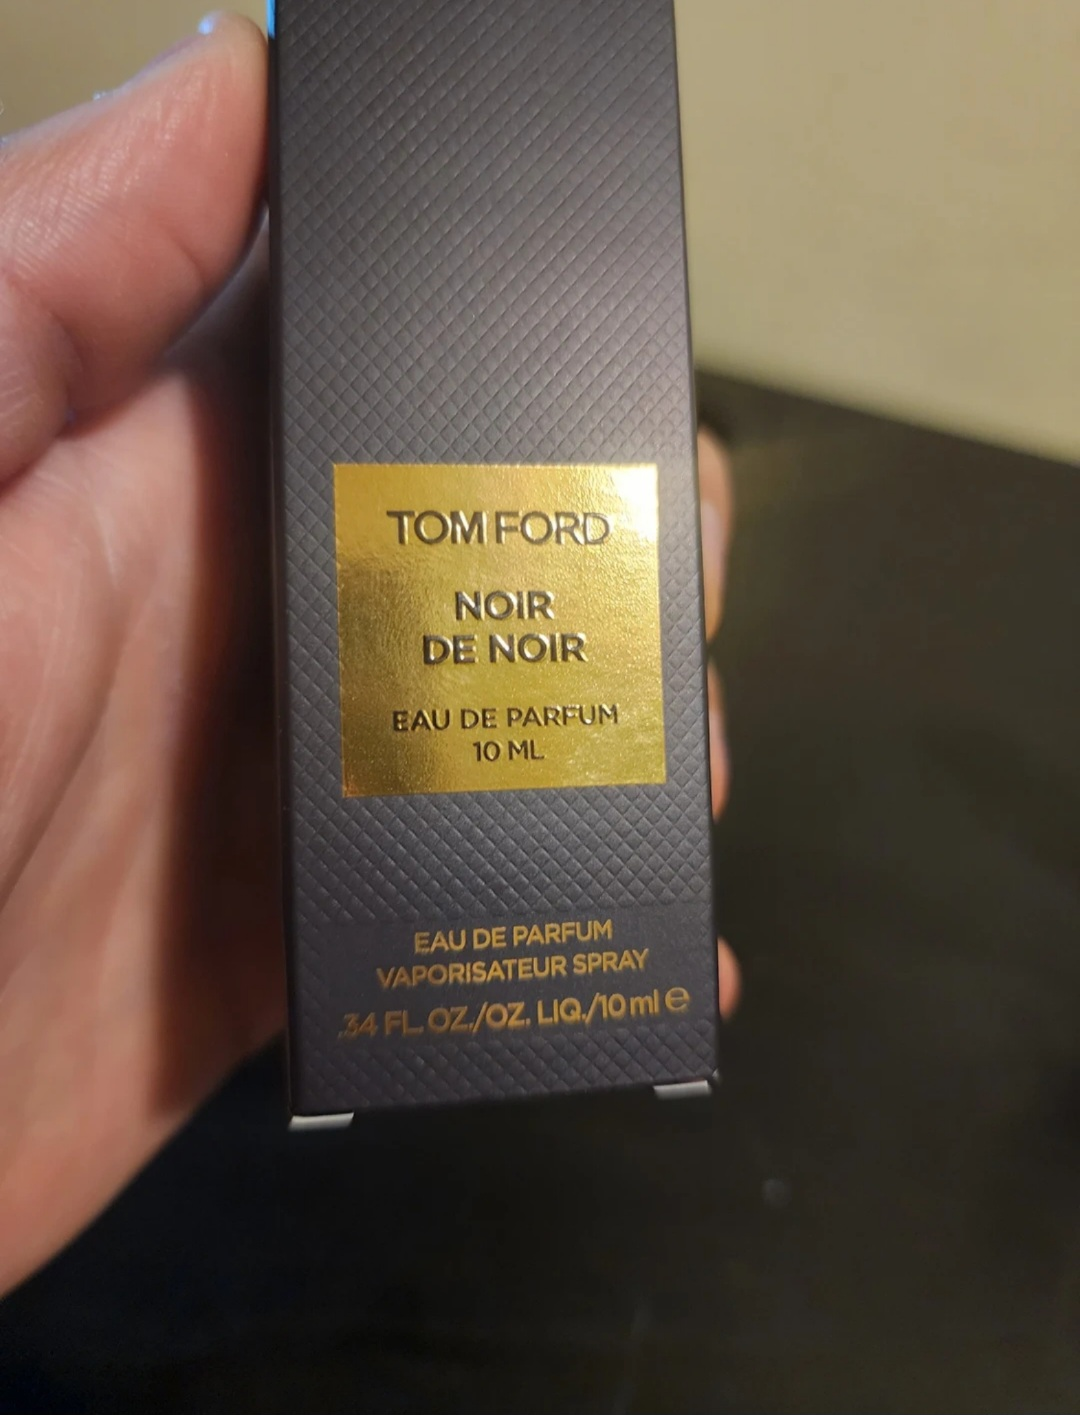 TOM FORD
NOIR
DE NOIR
EAU DE PARFUM
10 ML
EAU DE PARFUM
VAPORISATEUR SPRAY
.34 FL. OZ./OZ. LIQ./10 ml ℮